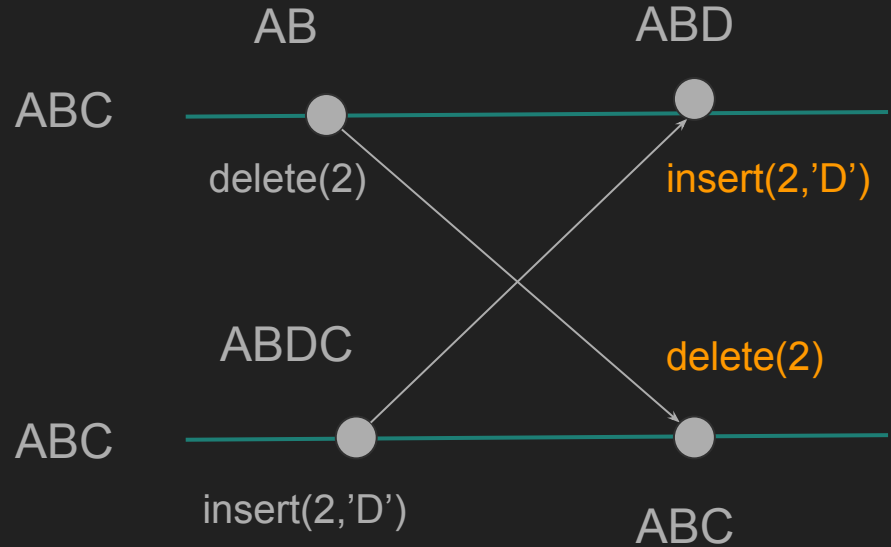 AB
ABD
ABC
delete(2)
insert(2,’D’)
ABDC
delete(2)
ABC
insert(2,’D’)
ABC